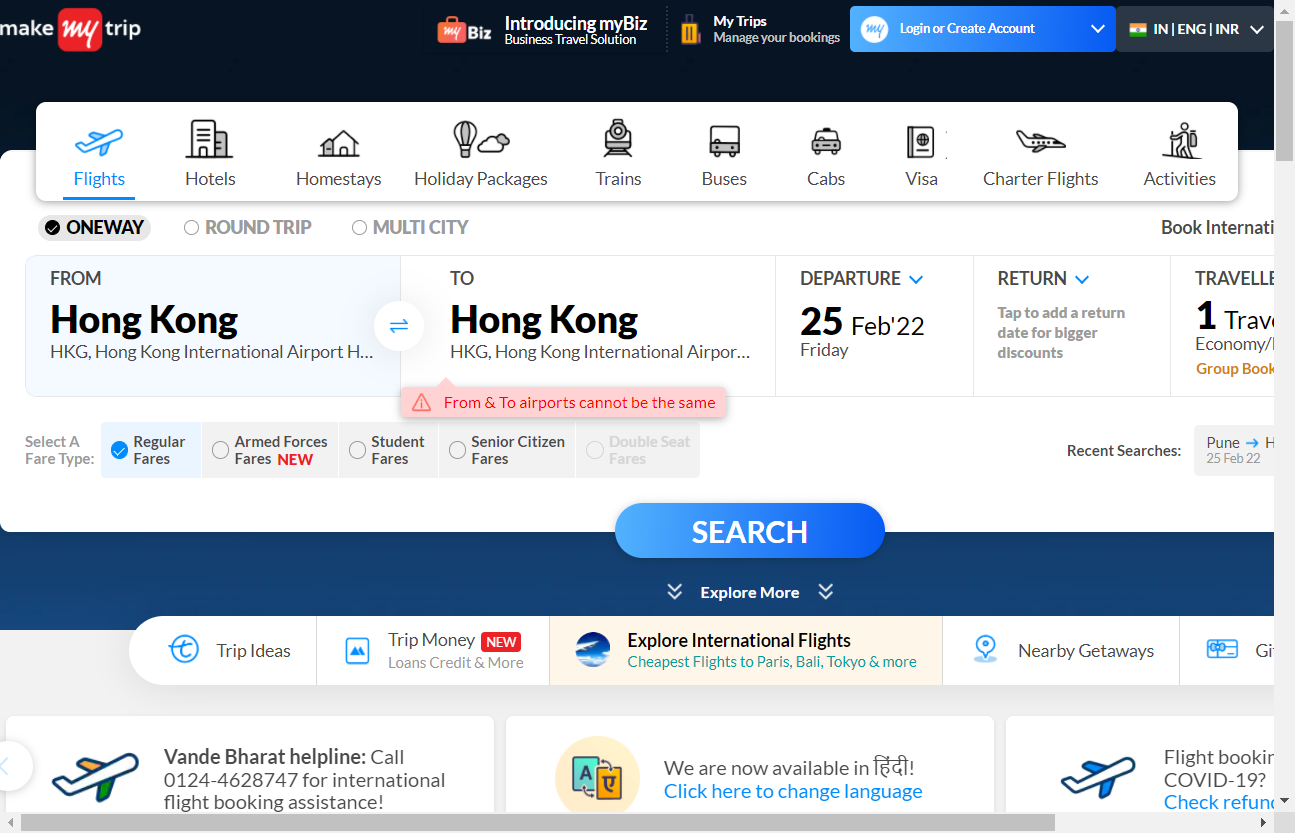 make my trip
my Biz
Introducing myBiz
Business Travel Solution
My Trips
Manage your bookings
my
Login or Create Account
IN | ENG | INR
Flights
Hotels
Homestays
Holiday Packages
Trains
Buses
Cabs
Visa
Charter Flights
Activities
ONEWAY
ROUND TRIP
MULTI CITY
Book Internati
FROM
Hong Kong
HKG, Hong Kong International Airport H...
TO
Hong Kong
HKG, Hong Kong International Airpor...
DEPARTURE
25 Feb'22
Friday
RETURN
Tap to add a return
date for bigger
discounts
TRAVELLE
1 Trave
Economy/
Group Book
From & To airports cannot be the same
Select A
Fare Type:
Regular
Fares
Armed Forces
Fares NEW
Student
Fares
Senior Citizen
Fares
Double Seat
Fares
Recent Searches:
Pune → H
25 Feb 22
SEARCH
Explore More
Trip Ideas
Trip Money NEW
Loans Credit & More
Explore International Flights
Cheapest Flights to Paris, Bali, Tokyo & more
Nearby Getaways
Gi
Vande Bharat helpline: Call
0124-4628747 for international
flight booking assistance!
A ए
We are now available in हिंदी!
Click here to change language
Flight bookin
COVID-19?
Check refund